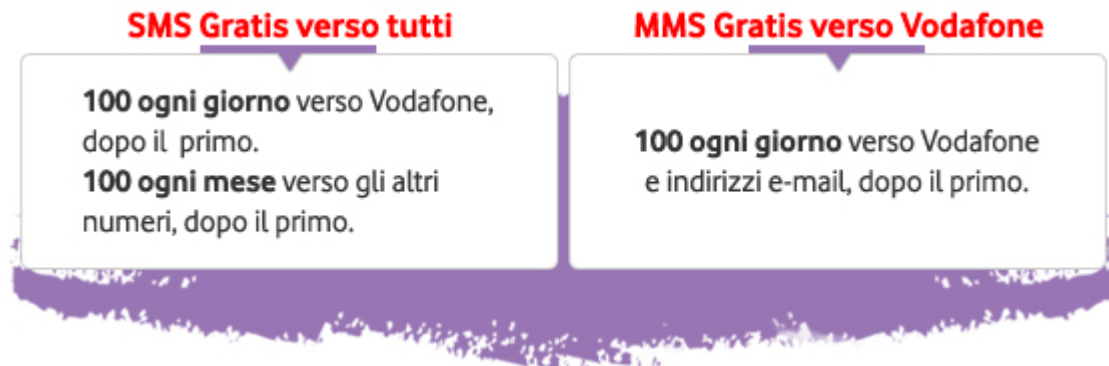 SMS Gratis verso tutti
100 ogni giorno verso Vodafone,
dopo il primo.
100 ogni mese verso gli altri
numeri, dopo il primo.
MMS Gratis verso Vodafone
100 ogni giorno verso Vodafone
e indirizzi e-mail, dopo il primo.